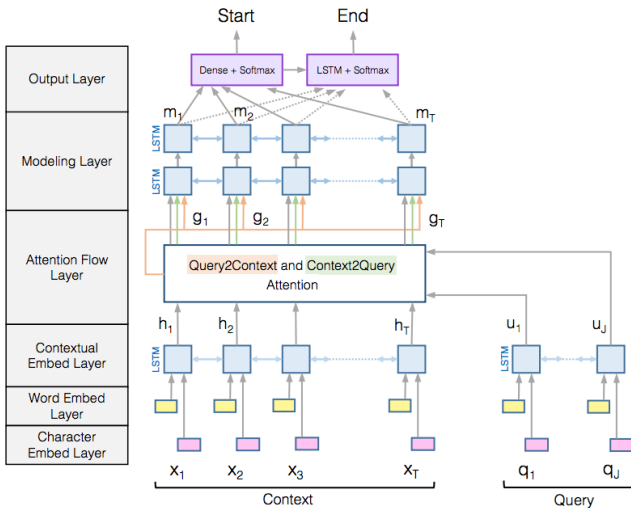 Start End
Output Layer
Dense + Softmax LSTM + Softmax
m1 m2 mT
LSTM
Modeling Layer
LSTM
g1 g2 gT
Attention Flow
Layer
Query2Context and Context2Query
Attention
h1 h2 hT u1 uJ
Contextual
Embed Layer
LSTM LSTM
Word Embed
Layer
Character
Embed Layer
x1 x2 x3 xT q1 qJ
Context Query